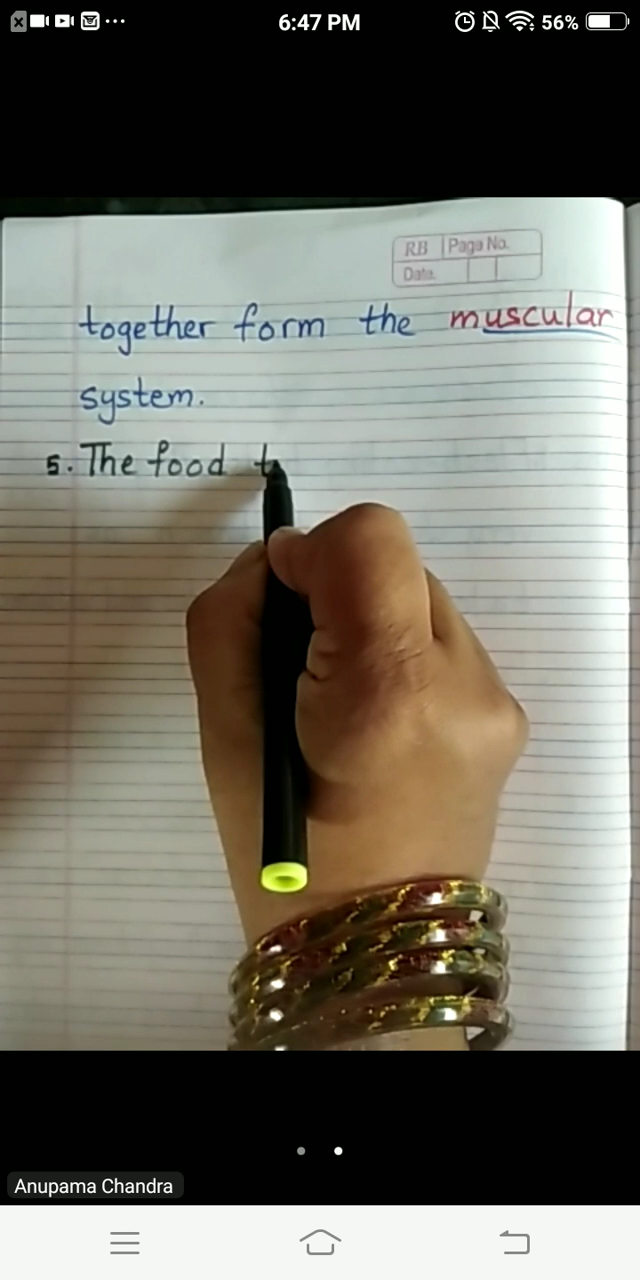 6:47 PM
56%
RB Page No.
Date.
together form the muscular
system.
5. The food t
Anupama Chandra